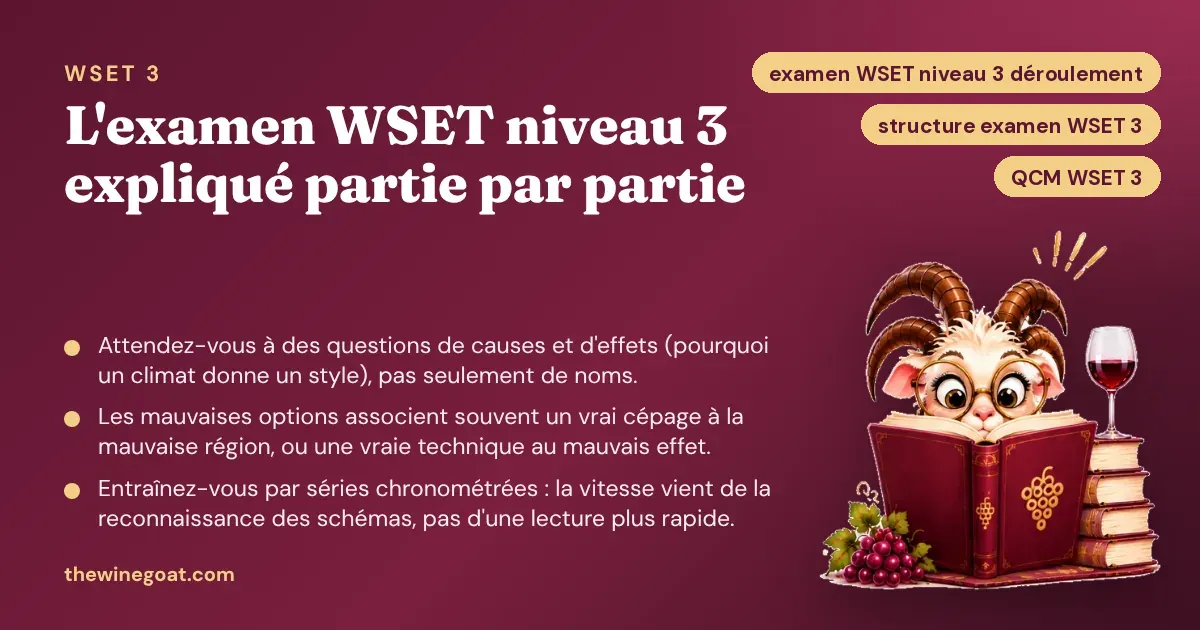 WSET 3
L'examen WSET niveau 3
expliqué partie par partie
examen WSET niveau 3 déroulement
structure examen WSET 3
QCM WSET 3
Attendez-vous à des questions de causes et d'effets (pourquoi
un climat donne un style), pas seulement de noms.
Les mauvaises options associent souvent un vrai cépage à la
mauvaise région, ou une vraie technique au mauvais effet.
Entraînez-vous par séries chronométrées : la vitesse vient de la
reconnaissance des schémas, pas d'une lecture plus rapide.
thewinegoat.com